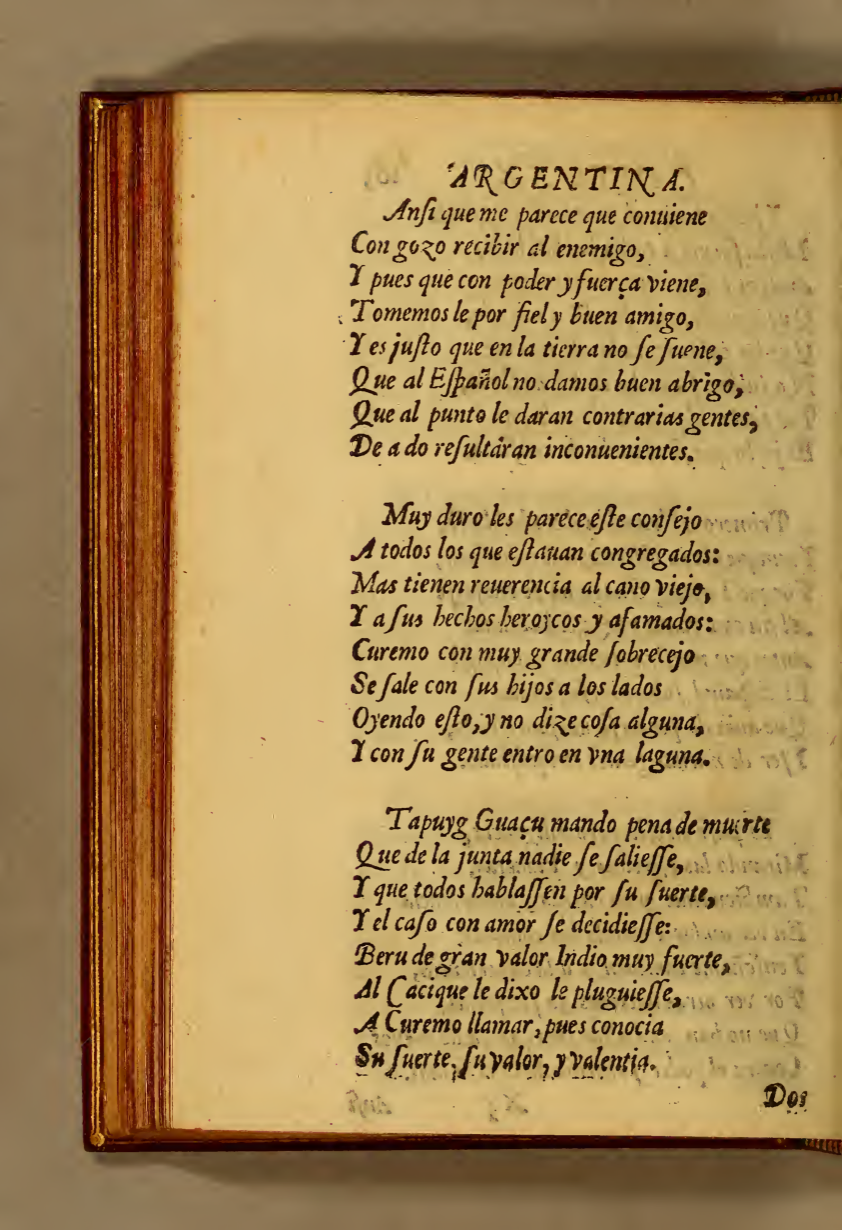 ARGENTINA.
Anſi que me parece que conuiene
Con gozo recibir al enemigo,
Y pues que con poder y fuerça viene,
Tomemos le por fiel y buen amigo,
Y es juſto que en la tierra no ſe ſuene,
Que al Eſpañol no damos buen abrigo,
Que al punto le daran contrarias gentes,
De a do reſultàran inconuenientes.
Muy duro les parece eſte conſejo
A todos los que eſtauan congregados:
Mas tienen reuerencia al cano viejo,
Y a ſus hechos heroycos y afamados:
Curemo con muy grande ſobrecejo
Se ſale con ſus hijos a los lados
Oyendo eſto, y no dize coſa alguna,
Y con ſu gente entro en vna laguna.
Tapuyg Guaçu mando pena de muerte
Que de la junta nadie ſe ſalieſſe,
Y que todos hablaſſen por ſu ſuerte,
Y el caſo con amor ſe decidieſſe:
Beru de gran valor Indio muy fuerte,
Al Cacique le dixo le pluguieſſe,
A Curemo llamar, pues conocia
Su ſuerte, ſu valor, y valentia.
Dos